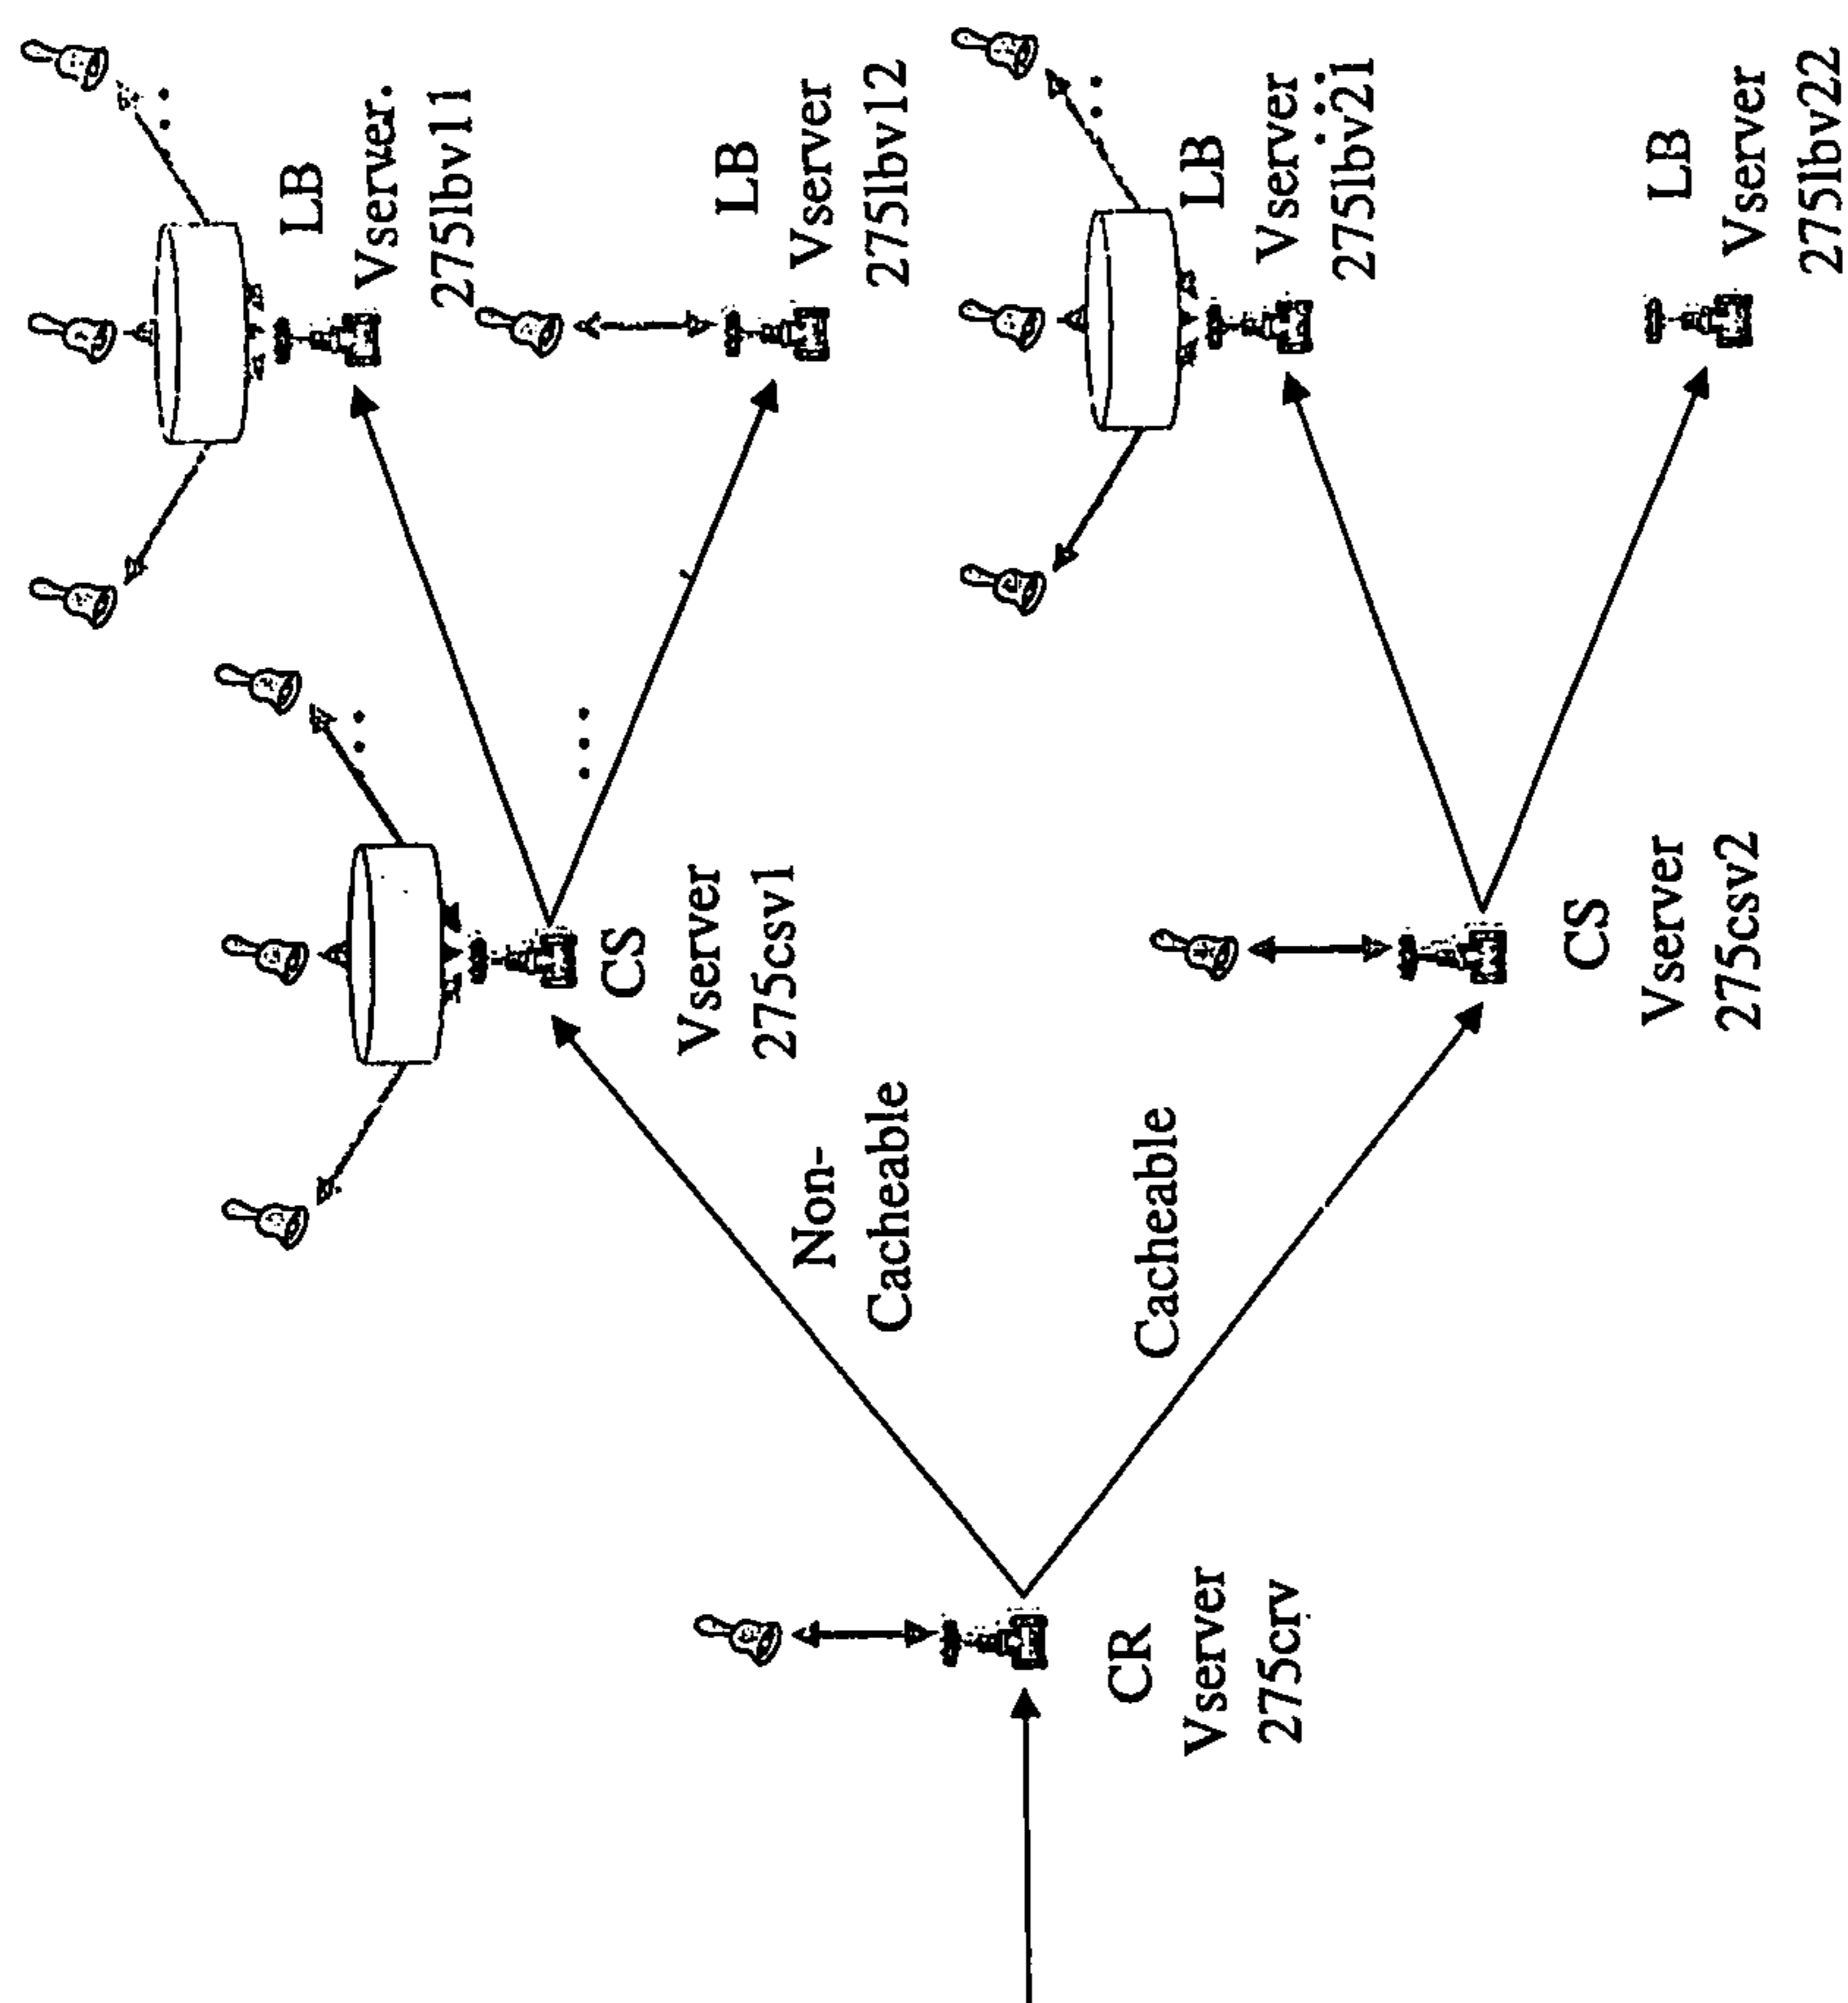 CR
Vserver
275crv
Non-
Cacheable
Cacheable
CS
Vserver
275csv1
CS
Vserver
275csv2
LB
Vserver.
275lbv11
LB
Vserver
275lbv12
LB
Vserver
275lbv21
LB
Vserver
275lbv22